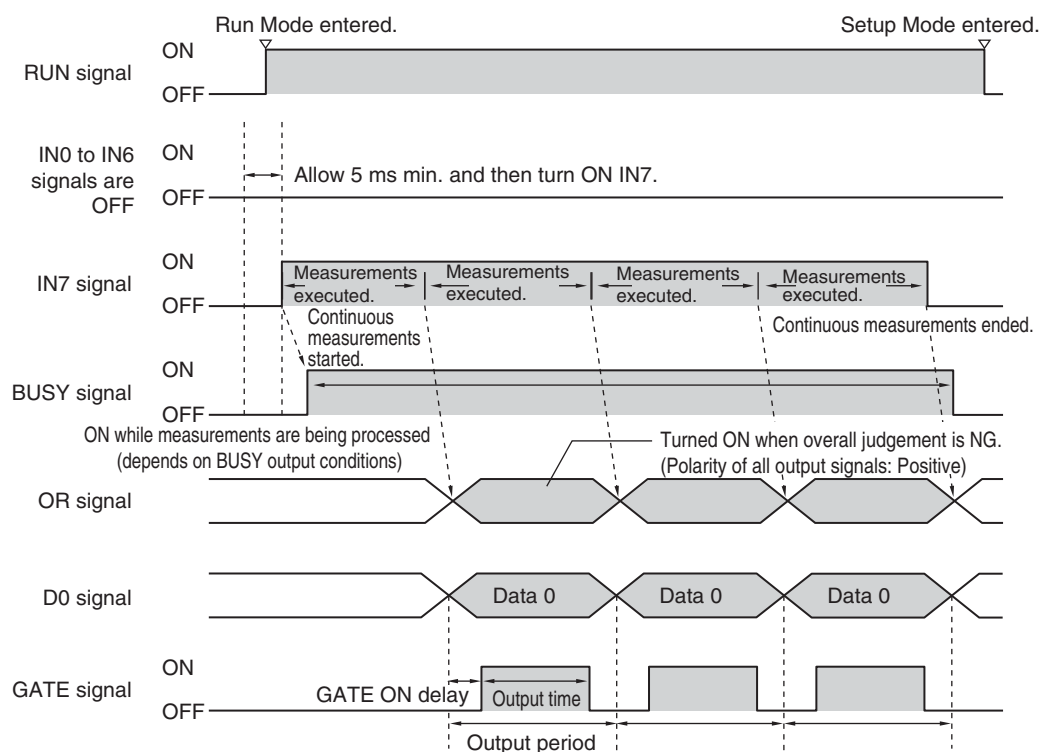 Run Mode entered.
Setup Mode entered.
RUN signal
ON
OFF
IN0 to IN6
signals are
OFF
ON
OFF
Allow 5 ms min. and then turn ON IN7.
IN7 signal
ON
OFF
Measurements
executed.
Measurements
executed.
Measurements
executed.
Measurements
executed.
Continuous
measurements
started.
Continuous measurements ended.
BUSY signal
ON
OFF
ON while measurements are being processed
(depends on BUSY output conditions)
Turned ON when overall judgement is NG.
(Polarity of all output signals: Positive)
OR signal
D0 signal
Data 0
Data 0
Data 0
GATE signal
ON
OFF
GATE ON delay
Output time
Output period